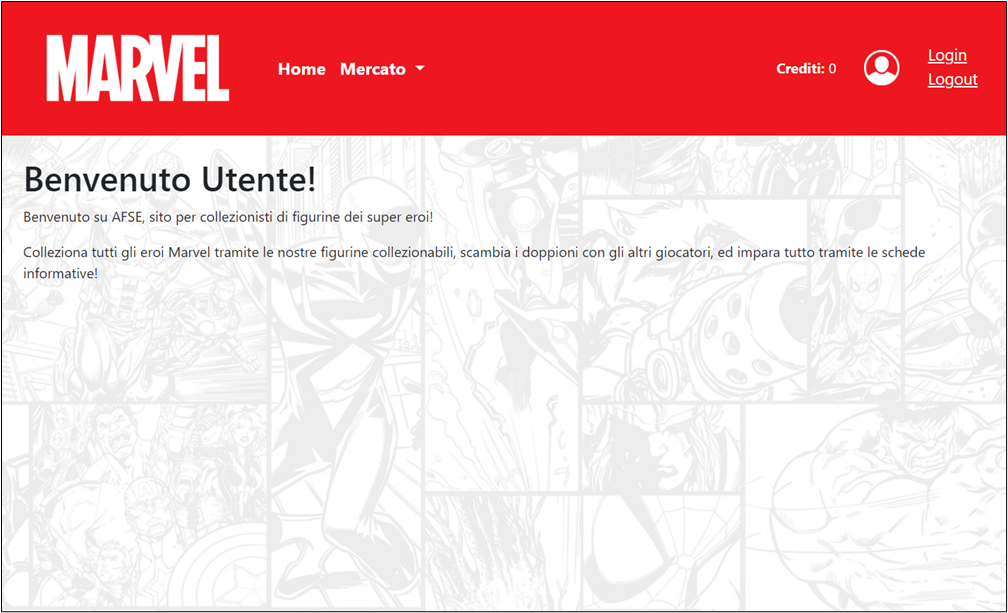 MARVEL
Home Mercato
Crediti: 0
Login
Logout
Benvenuto Utente!
Benvenuto su AFSE, sito per collezionisti di figurine dei super eroi!
Colleziona tutti gli eroi Marvel tramite le nostre figurine collezionabili, scambia i doppioni con gli altri giocatori, ed impara tutto tramite le schede
informative!